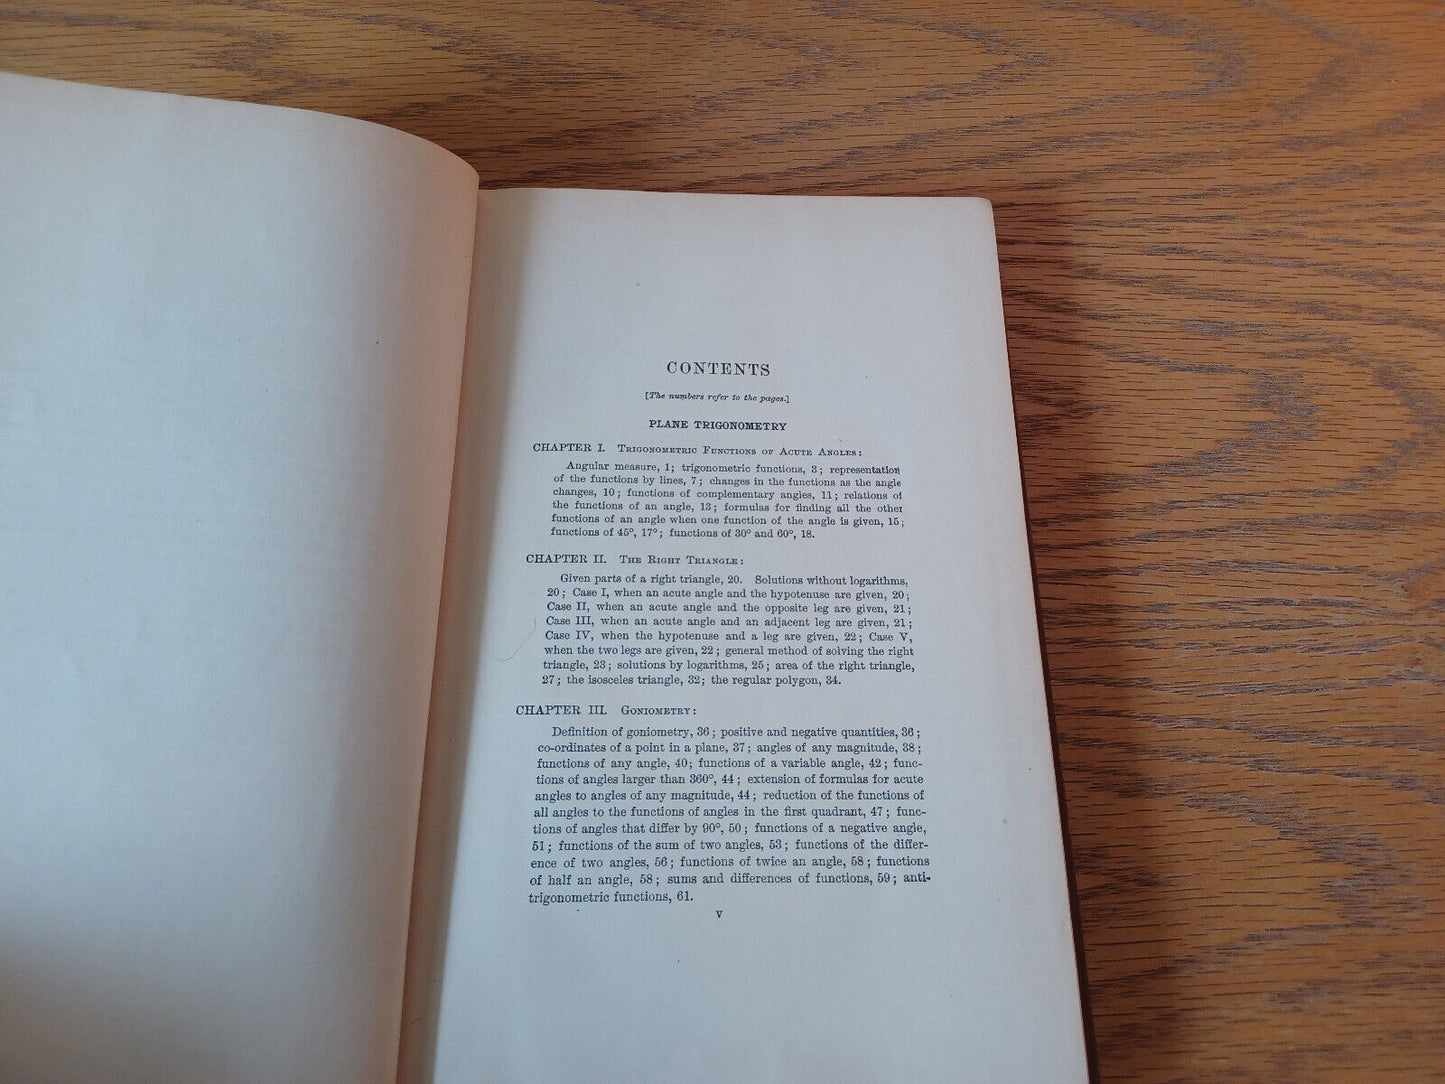 CONTENTS
[The numbers refer to the pages.]
PLANE TRIGONOMETRY
CHAPTER I. Trigonometric Functions of Acute Angles:
Angular measure, 1; trigonometric functions, 3; representation
of the functions by lines, 7; changes in the functions as the angle
changes, 10; functions of complementary angles, 11; relations of
the functions of an angle, 13; formulas for finding all the other
functions of an angle when one function of the angle is given, 15;
functions of 45°, 17°; functions of 30° and 60°, 18.
CHAPTER II. The Right Triangle:
Given parts of a right triangle, 20. Solutions without logarithms,
20; Case I, when an acute angle and the hypotenuse are given, 20;
Case II, when an acute angle and the opposite leg are given, 21;
Case III, when an acute angle and an adjacent leg are given, 21;
Case IV, when the hypotenuse and a leg are given, 22; Case V,
when the two legs are given, 22; general method of solving the right
triangle, 23; solutions by logarithms, 25; area of the right triangle,
27; the isosceles triangle, 32; the regular polygon, 34.
CHAPTER III. Goniometry:
Definition of goniometry, 36; positive and negative quantities, 36;
co-ordinates of a point in a plane, 37; angles of any magnitude, 38;
functions of any angle, 40; functions of a variable angle, 42; func-
tions of angles larger than 360°, 44; extension of formulas for acute
angles to angles of any magnitude, 44; reduction of the functions of
all angles to the functions of angles in the first quadrant, 47; func-
tions of angles that differ by 90°, 50; functions of a negative angle,
51; functions of the sum of two angles, 53; functions of the differ-
ence of two angles, 56; functions of twice an angle, 58; functions
of half an angle, 58; sums and differences of functions, 59; anti-
trigonometric functions, 61.
v